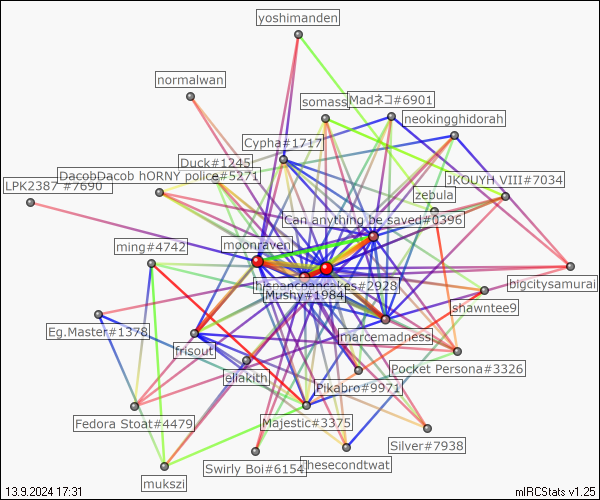 yoshimanden
normalwan
somass
Madネコ#6901
neokingghidorah
Cypha#1717
Duck#1245
DacobDacob hORNY police#5271
LPK2387 #7690
JKOUYH VIII#7034
zebula
Can anything be saved#0396
moonraven
ming#4742
hispancopancakes#2928
Mushy#1984
bigcitysamurai
shawntee9
Eg.Master#1378
marcemadness
frisout
Pocket Persona#3326
eliakith
Pikabro#9971
Fedora Stoat#4479
Majestic#3375
Silver#7938
Swirly Boi#6154
thesecondtwat
mukszi
13.9.2024 17:31
mIRCStats v1.25